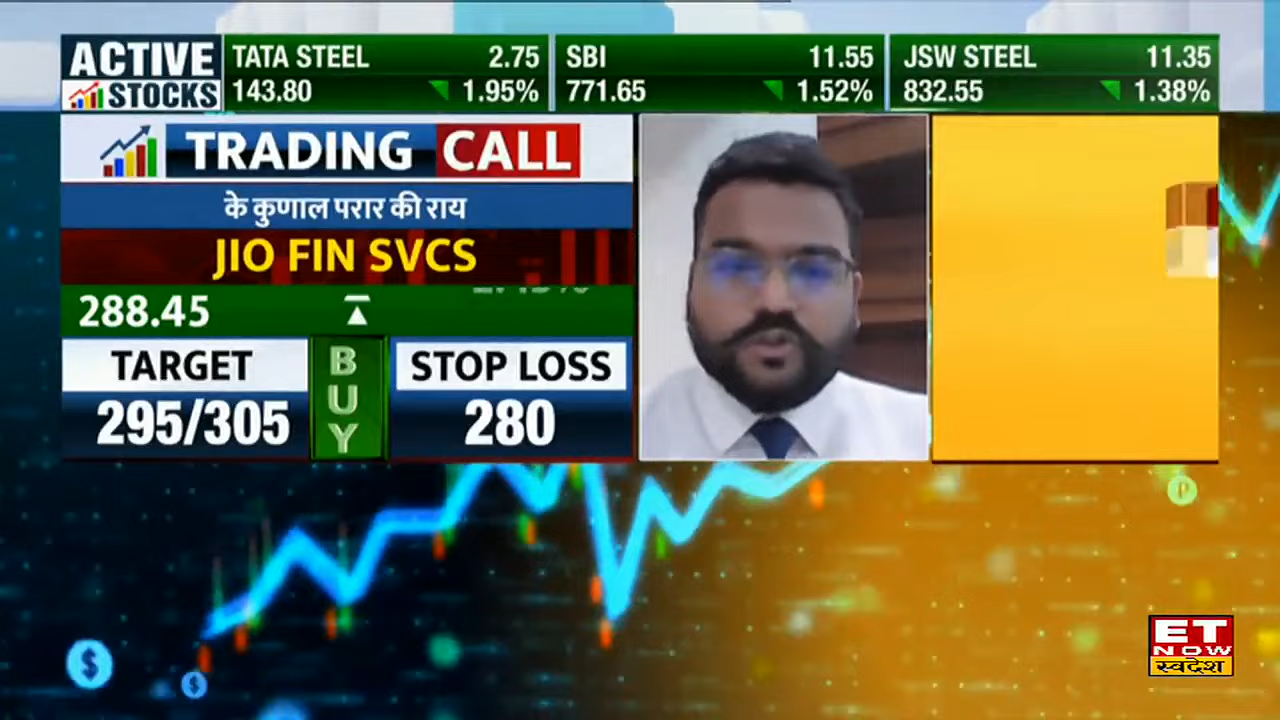 ACTIVE STOCKS
TATA STEEL 2.75
143.80 1.95%
SBI 11.55
771.65 1.52%
JSW STEEL 11.35
832.55 1.38%
TRADING CALL
के कुणाल परार की राय
JIO FIN SVCS
288.45
TARGET
295/305
BUY
STOP LOSS
280
ET
NOW
स्वदेश